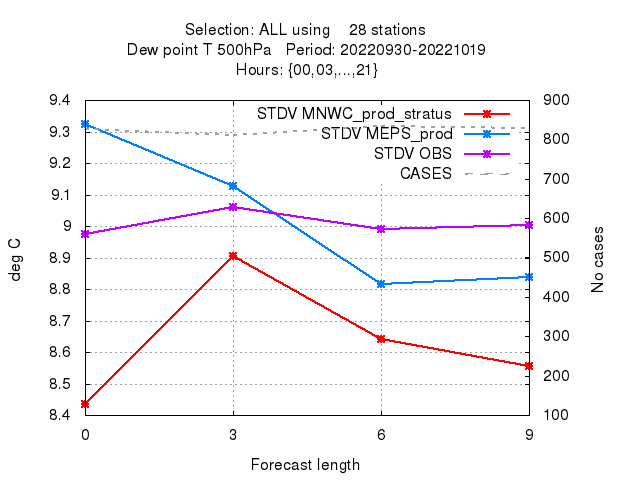 Selection: ALL using    28 stations
Dew point T 500hPa   Period: 20220930-20221019
Hours: {00,03,...,21}
STDV MNWC_prod_stratus
STDV MEPS_prod
STDV OBS
CASES
9.4
9.3
9.2
9.1
9
8.9
8.8
8.7
8.6
8.5
8.4
deg C
900
800
700
600
500
400
300
200
100
No cases
0 3 6 9
Forecast length